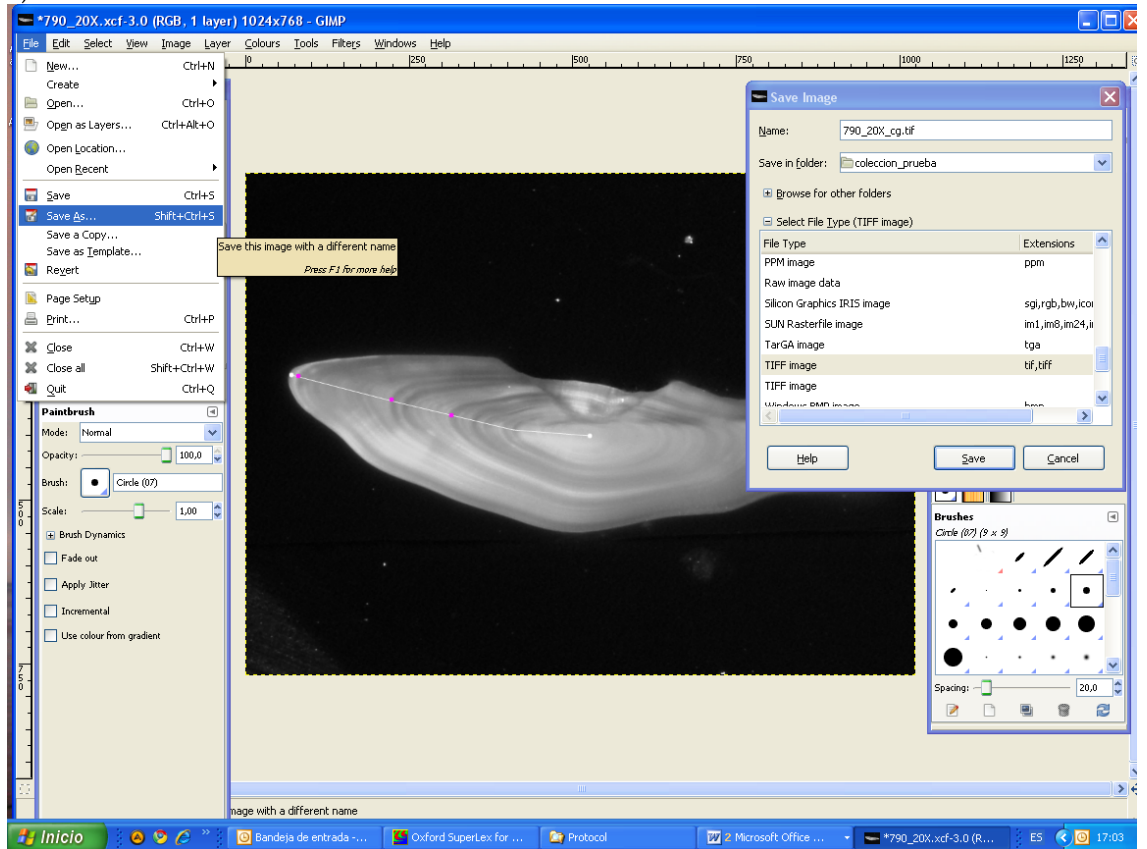 *790_20X.xcf-3.0 (RGB, 1 layer) 1024x768 - GIMP
File Edit Select View Image Layer Colours Tools Filters Windows Help
New... Ctrl+N
Create
Open... Ctrl+O
Open as Layers... Ctrl+Alt+O
Open Location...
Open Recent
Save Ctrl+S
Save As... Shift+Ctrl+S
Save a Copy...
Save as Template...
Revert
Page Setup
Print... Ctrl+P
Close Ctrl+W
Close all Shift+Ctrl+W
Quit Ctrl+Q
Save this image with a different name
Press F1 for more help
0 250 500 750 1000 1250
Save Image
Name: 790_20X_cg.tif
Save in folder: coleccion_prueba
Browse for other folders
Select File Type (TIFF image)
File Type Extensions
PPM image ppm
Raw image data
Silicon Graphics IRIS image sgi,rgb,bw,icon
SUN Rasterfile image im1,im8,im24,
TarGA image tga
TIFF image tif,tiff
TIFF image
Windows BMP image bmp
Help Save Cancel
Paintbrush
Mode: Normal
Opacity: 100,0
Brush: Circle (07)
Scale: 1,00
Brush Dynamics
Fade out
Apply Jitter
Incremental
Use colour from gradient
500
750
Brushes
Circle (07) (9 x 9)
Spacing: 20,0
mage with a different name
Inicio
Bandeja de entrada -...
Oxford SuperLex for ...
Protocol
2 Microsoft Office ...
*790_20X.xcf-3.0 (R...
ES
17:03